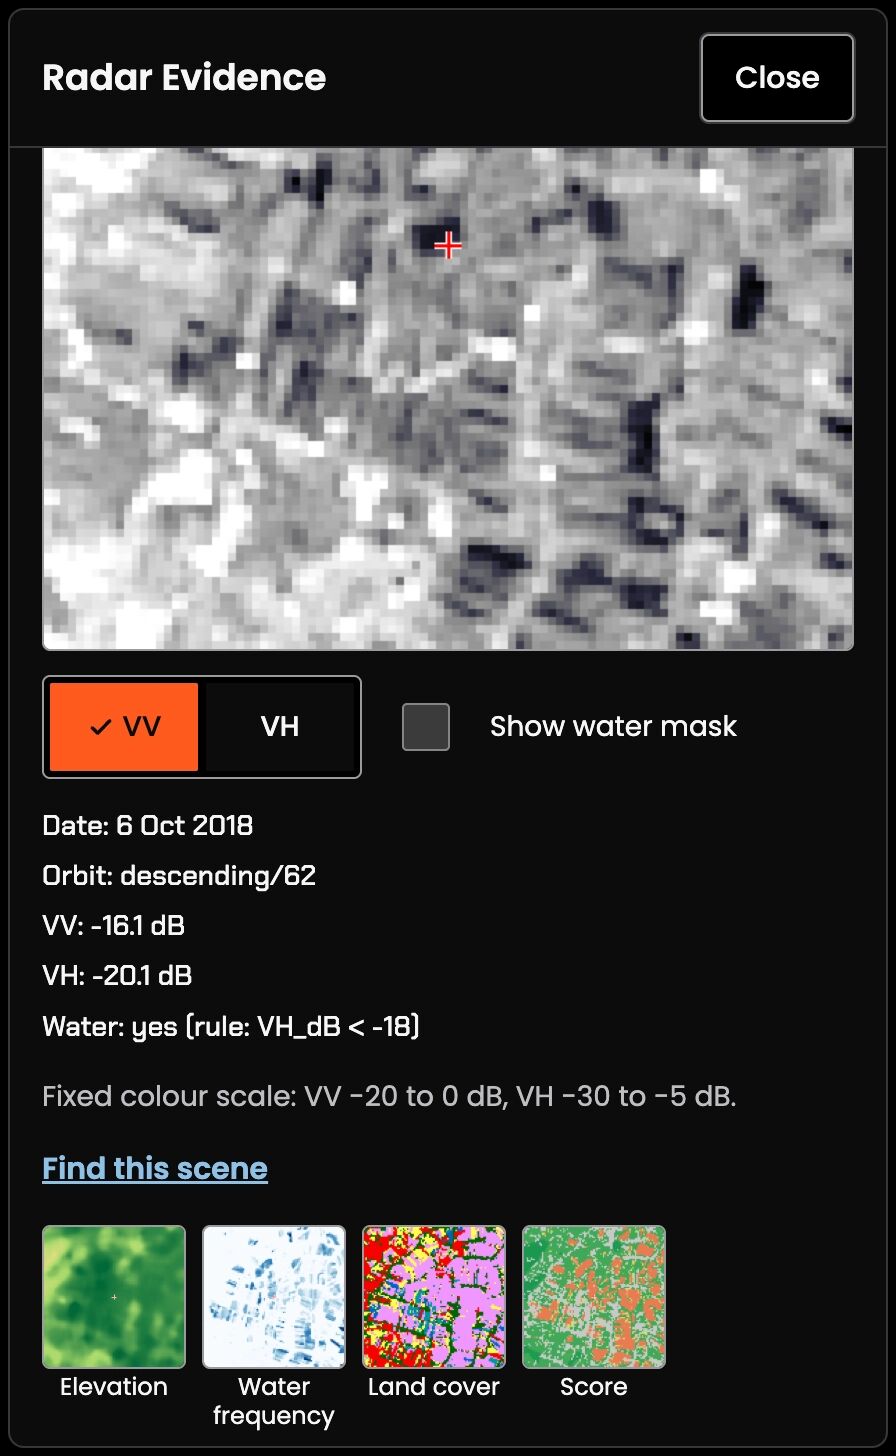 Radar Evidence
Close
VV
VH
Show water mask
Date: 6 Oct 2018
Orbit: descending/62
VV: -16.1 dB
VH: -20.1 dB
Water: yes (rule: VH_dB < -18)
Fixed colour scale: VV −20 to 0 dB, VH −30 to −5 dB.
Find this scene
Elevation
Water
frequency
Land cover
Score